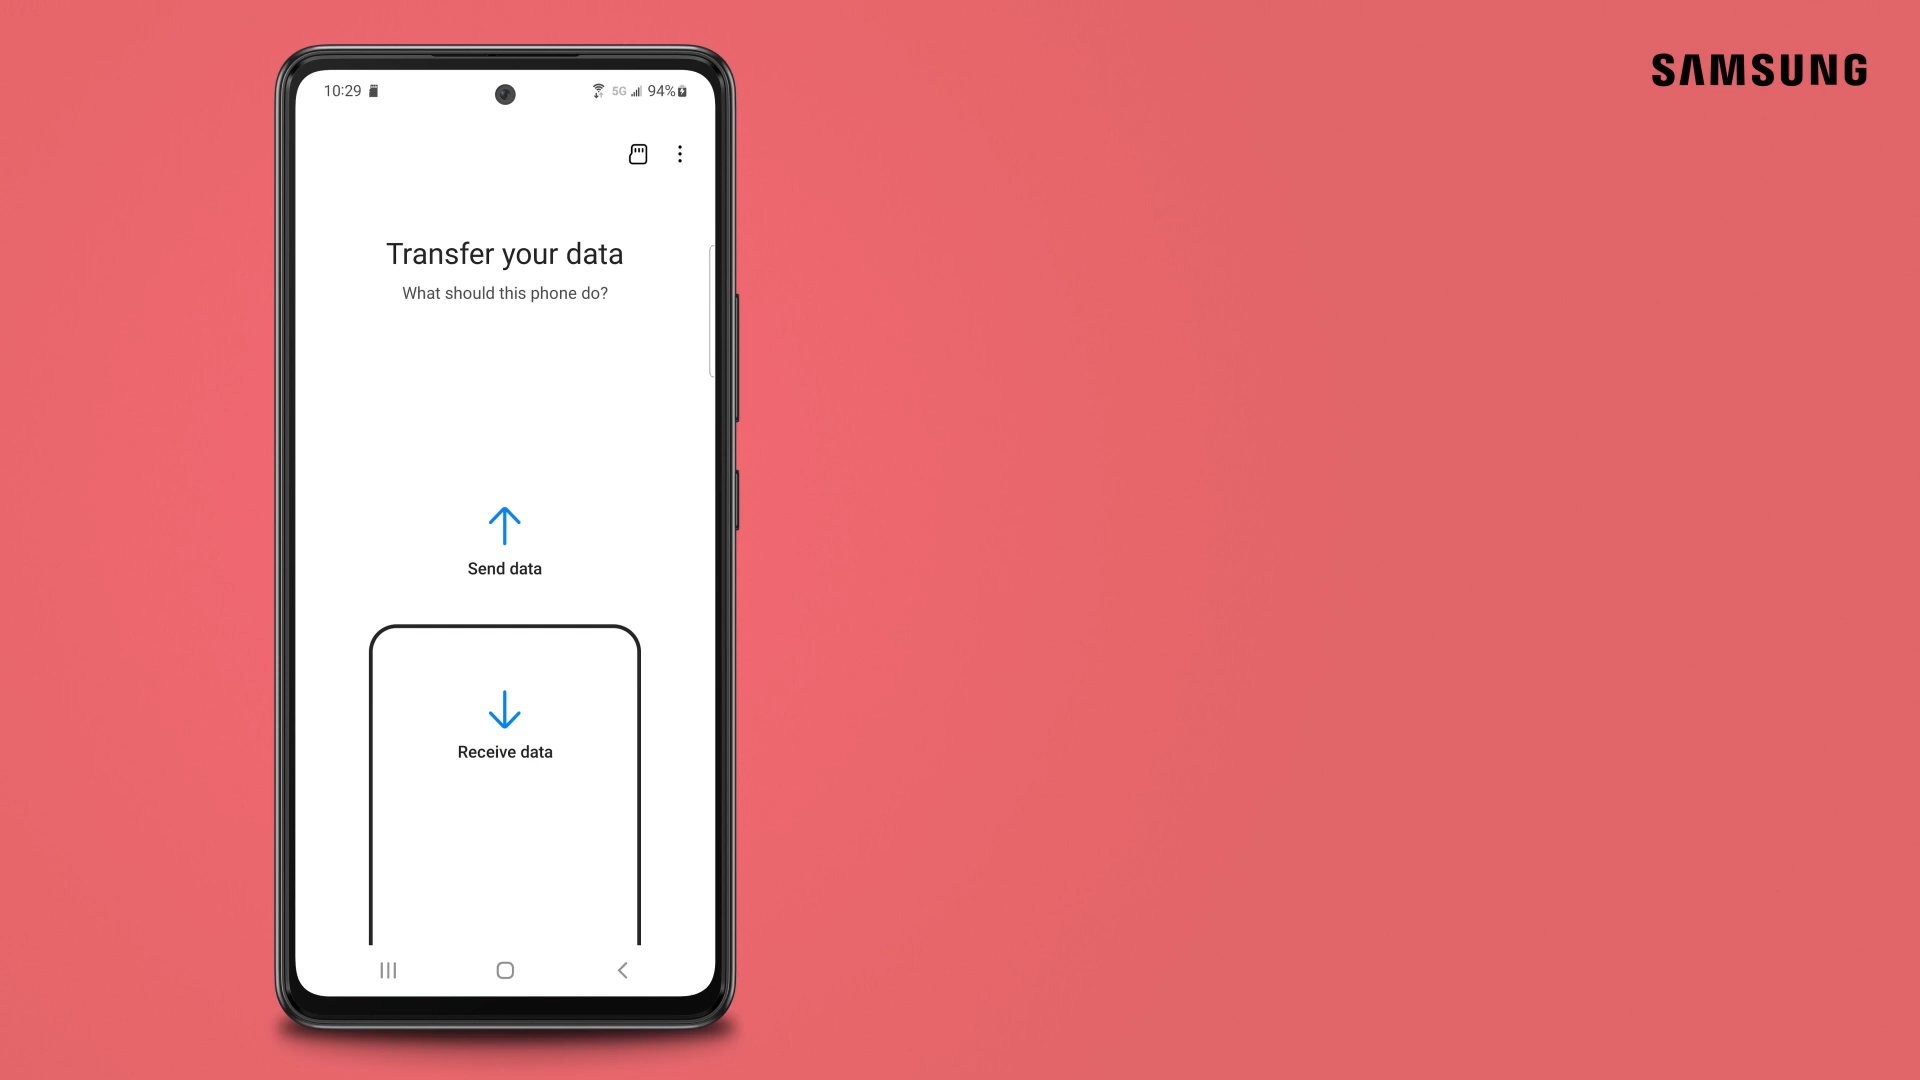 SAMSUNG
10:29
5G 94%
Transfer your data
What should this phone do?
Send data
Receive data